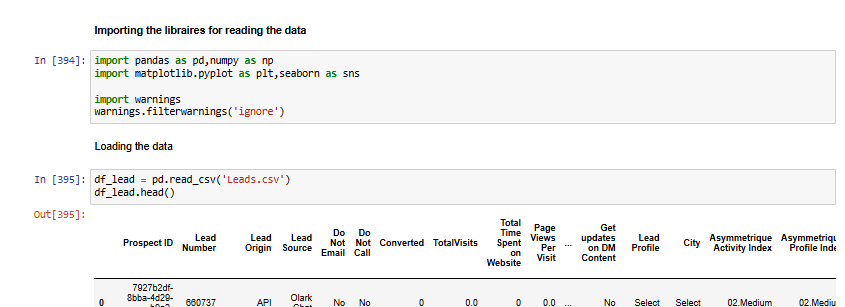 Importing the libraires for reading the data
In [394]: import pandas as pd,numpy as np
import matplotlib.pyplot as plt,seaborn as sns
import warnings
warnings.filterwarnings('ignore')
Loading the data
In [395]: df_lead = pd.read_csv('Leads.csv')
df_lead.head()
Out[395]:
Prospect ID Lead Number Lead Origin Lead Source Do Not Email Do Not Call Converted TotalVisits Total Time Spent on Website Page Views Per Visit ... Get updates on DM Content Lead Profile City Asymmetrique Activity Index Asymmetriqu Profile Inde
7927b2df-
8bba-4d29-
0 660737 API Olark No No 0 0.0 0 0.0 ... No Select Select 02.Medium 02.Mediu